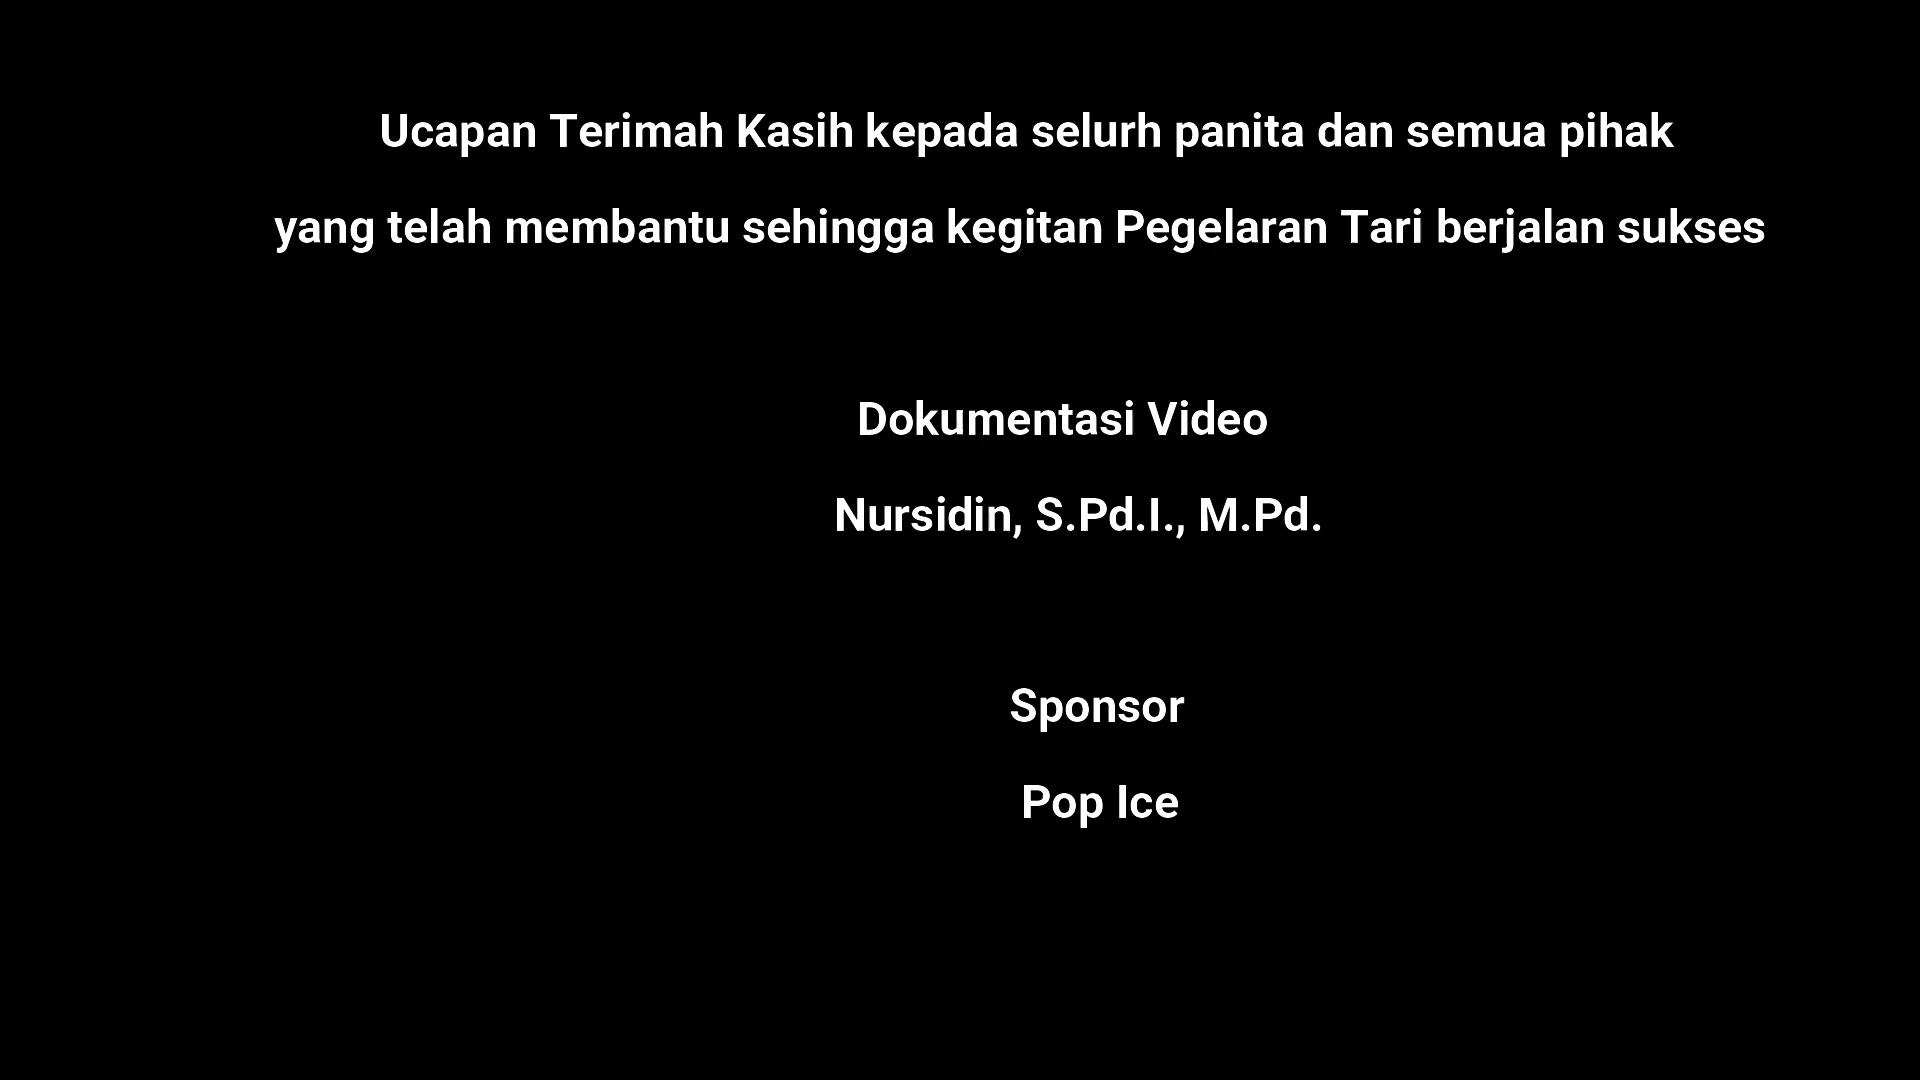 Ucapan Terimah Kasih kepada selurh panita dan semua pihak
yang telah membantu sehingga kegitan Pegelaran Tari berjalan sukses
Dokumentasi Video
Nursidin, S.Pd.I., M.Pd.
Sponsor
Pop Ice